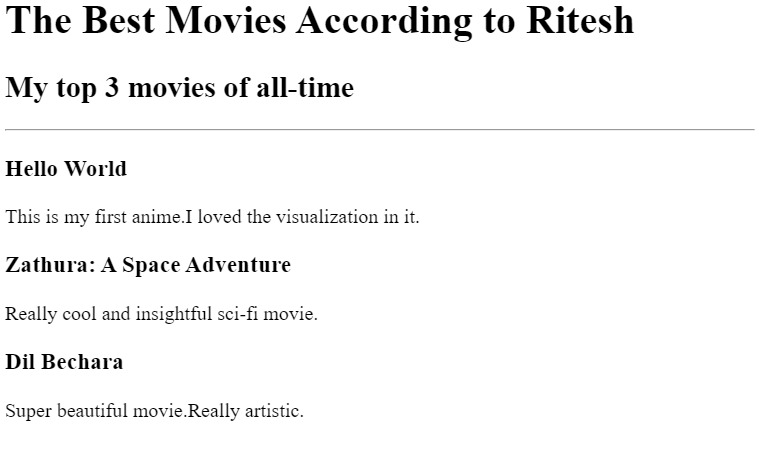 The Best Movies According to Ritesh
My top 3 movies of all-time
Hello World
This is my first anime.I loved the visualization in it.
Zathura: A Space Adventure
Really cool and insightful sci-fi movie.
Dil Bechara
Super beautiful movie.Really artistic.